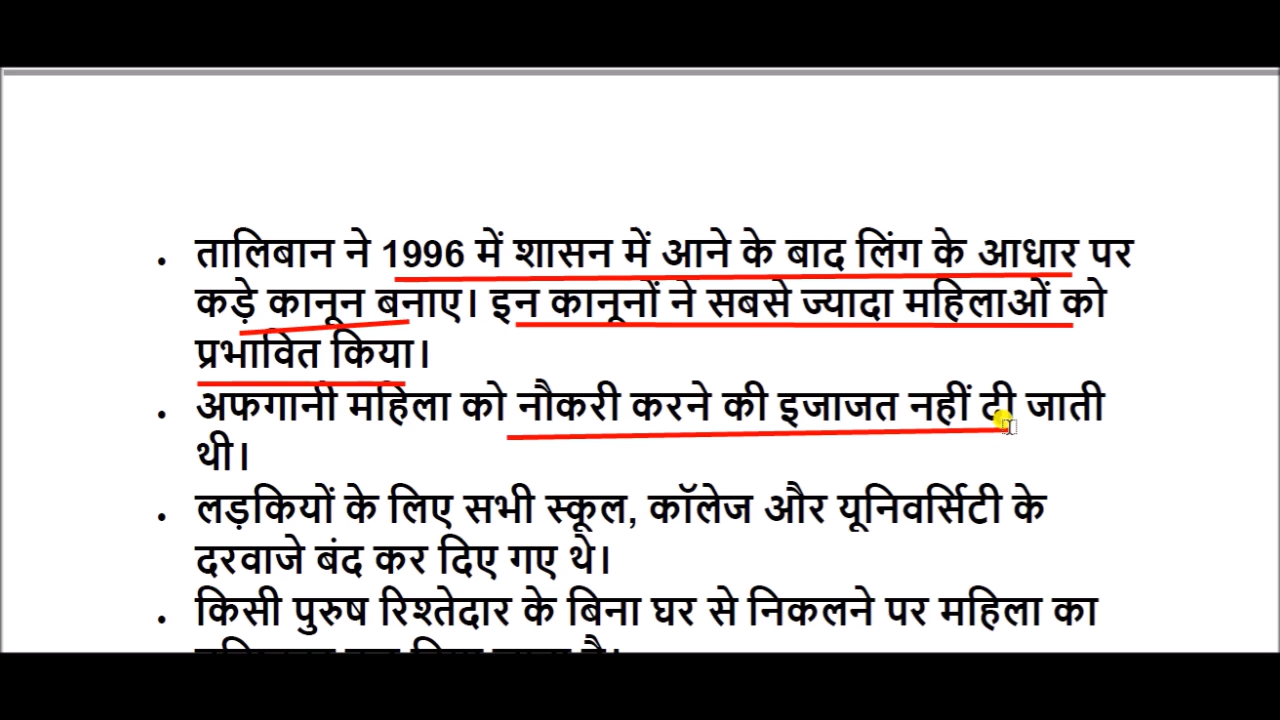 • तालिबान ने 1996 में शासन में आने के बाद लिंग के आधार पर
कड़े कानून बनाए। इन कानूनों ने सबसे ज्यादा महिलाओं को
प्रभावित किया।
• अफगानी महिला को नौकरी करने की इजाजत नहीं दी जाती
थी।
• लड़कियों के लिए सभी स्कूल, कॉलेज और यूनिवर्सिटी के
दरवाजे बंद कर दिए गए थे।
• किसी पुरुष रिश्तेदार के बिना घर से निकलने पर महिला का